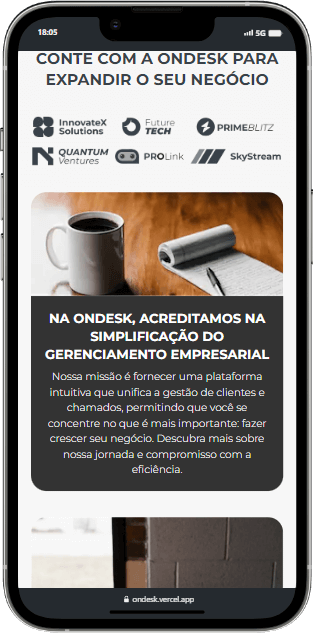 18:05
5G
CONTE COM A ONDESK PARA
EXPANDIR O SEU NEGÓCIO
InnovateX
Solutions
Future
TECH
PRIMEBLITZ
QUANTUM
Ventures
PROLink
SkyStream
NA ONDESK, ACREDITAMOS NA
SIMPLIFICAÇÃO DO
GERENCIAMENTO EMPRESARIAL
Nossa missão é fornecer uma plataforma
intuitiva que unifica a gestão de clientes e
chamados, permitindo que você se
concentre no que é mais importante: fazer
crescer seu negócio. Descubra mais sobre
nossa jornada e compromisso com a
eficiência.
ondesk.vercel.app